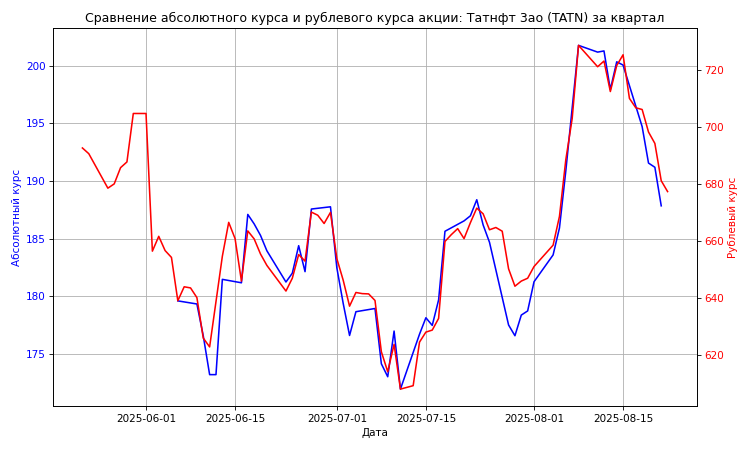 Сравнение абсолютного курса и рублевого курса акции: Татнфт 3ао (TATN) за квартал
200
195
190
185
180
175
Абсолютный курс
720
700
680
660
640
620
Рублевый курс
2025-06-01 2025-06-15 2025-07-01 2025-07-15 2025-08-01 2025-08-15
Дата